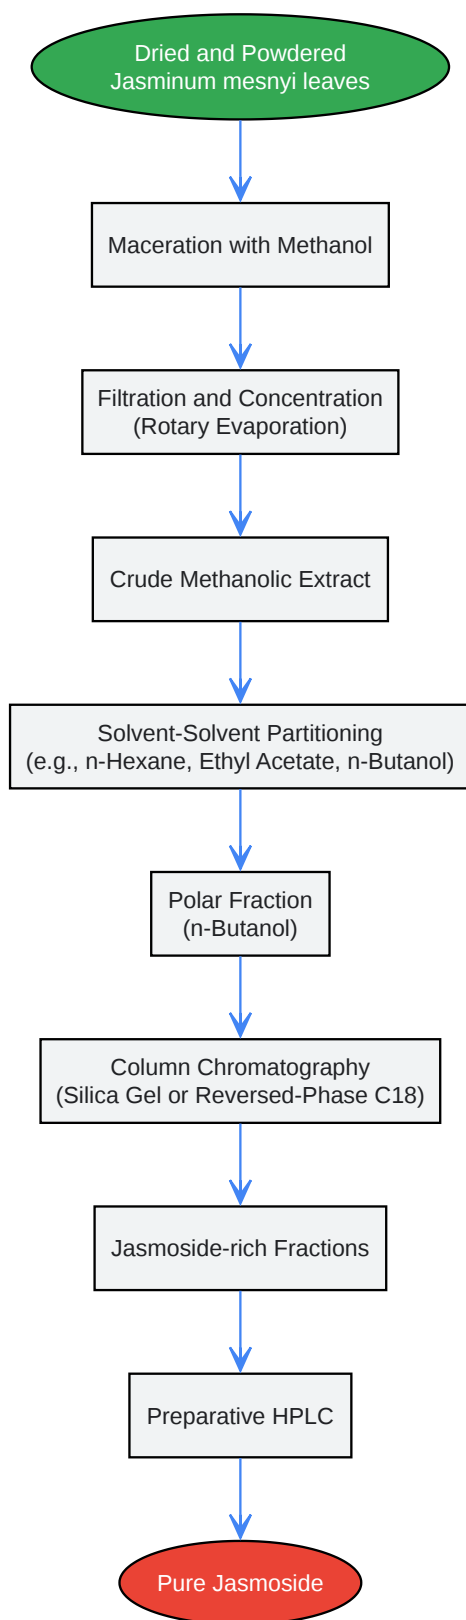 Dried and Powdered
Jasminum mesnyi leaves
Maceration with Methanol
Filtration and Concentration
(Rotary Evaporation)
Crude Methanolic Extract
Solvent-Solvent Partitioning
(e.g., n-Hexane, Ethyl Acetate, n-Butanol)
Polar Fraction
(n-Butanol)
Column Chromatography
(Silica Gel or Reversed-Phase C18)
Jasmoside-rich Fractions
Preparative HPLC
Pure Jasmoside